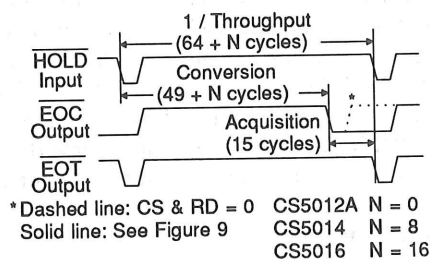 1 / Throughput
(64 + N cycles)
HOLD
Input
Conversion
(49 + N cycles)
*
EOC
Output
Acquisition
(15 cycles)
EOT
Output
*Dashed line: CS & RD = 0
Solid line: See Figure 9
CS5012A N = 0
CS5014 N = 8
CS5016 N = 16